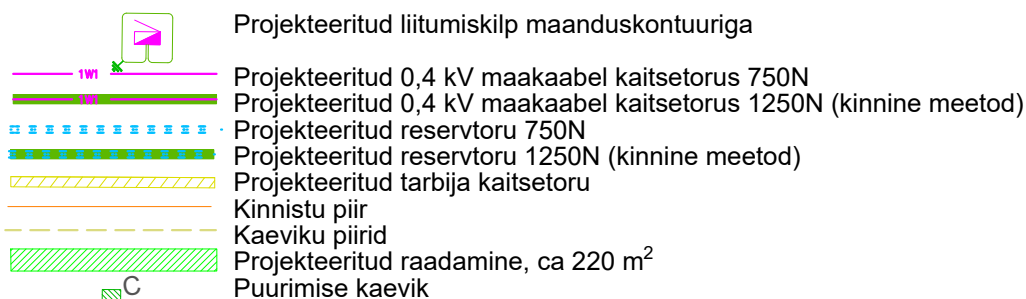 Projekteeritud liitumiskilp maanduskontuuriga
1W1 Projekteeritud 0,4 kV maakaabel kaitsetorus 750N
1W1 Projekteeritud 0,4 kV maakaabel kaitsetorus 1250N (kinnine meetod)
Projekteeritud reservtoru 750N
Projekteeritud reservtoru 1250N (kinnine meetod)
Projekteeritud tarbija kaitsetoru
Kinnistu piir
Kaeviku piirid
Projekteeritud raadamine, ca 220 m²
C Puurimise kaevik